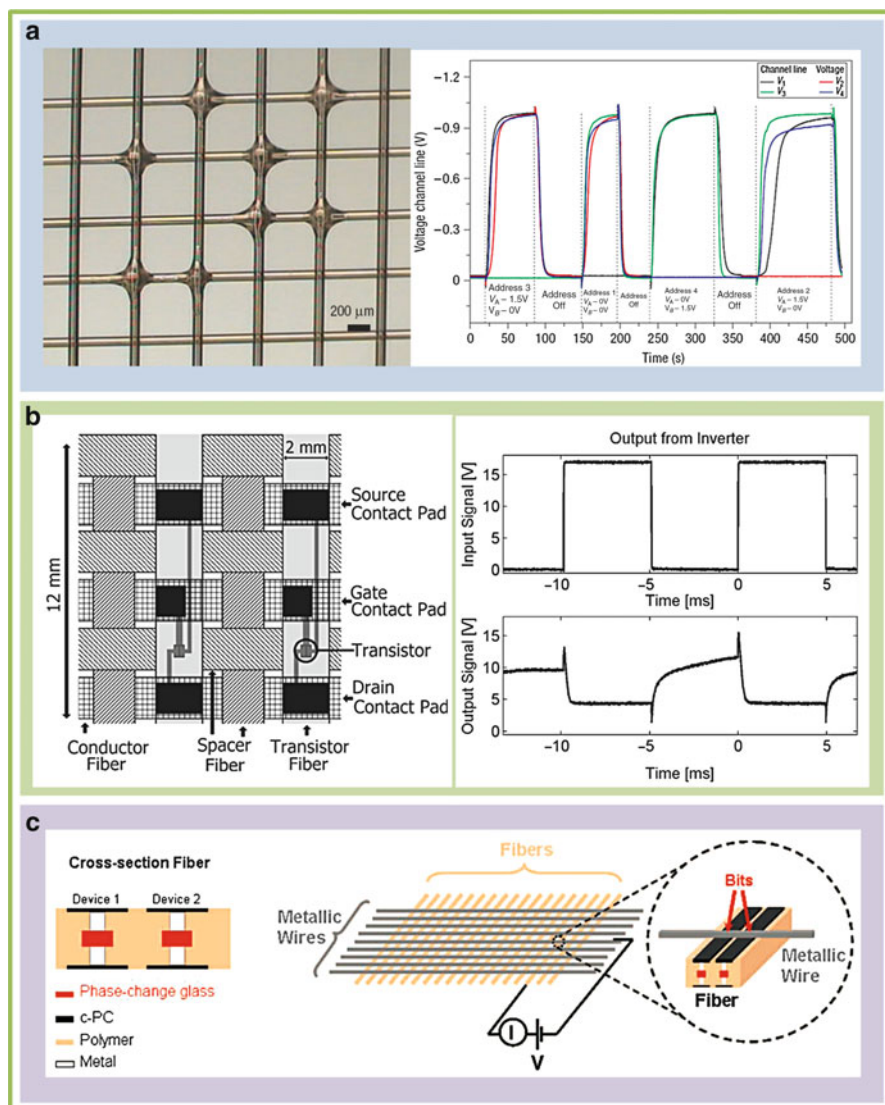 a
200 µm
Channel line Voltage
V1 V2
V3 V4
Voltage channel line (V)
−1.2
−0.9
−0.6
−0.3
0
Address 3
VA − 1.5V
VB − 0V
Address
Off
Address 1
VA − 0V
VB − 0V
Address
Off
Address 4
VA − 0V
VB − 1.5V
Address
Off
Address 2
VA − 1.5V
VB − 0V
0 50 100 150 200 250 300 350 400 450 500
Time (s)
b
12 mm
2 mm
Source
Contact Pad
Gate
Contact Pad
Transistor
Drain
Contact Pad
Conductor
Fiber
Spacer
Fiber
Transistor
Fiber
Output from Inverter
Input Signal [V]
15
10
5
0
−10 −5 0 5
Time [ms]
Output Signal [V]
15
10
5
0
−10 −5 0 5
Time [ms]
c
Cross-section Fiber
Device 1 Device 2
Phase-change glass
c-PC
Polymer
Metal
Fibers
Metallic
Wires
I
V
Bits
Metallic
Wire
Fiber